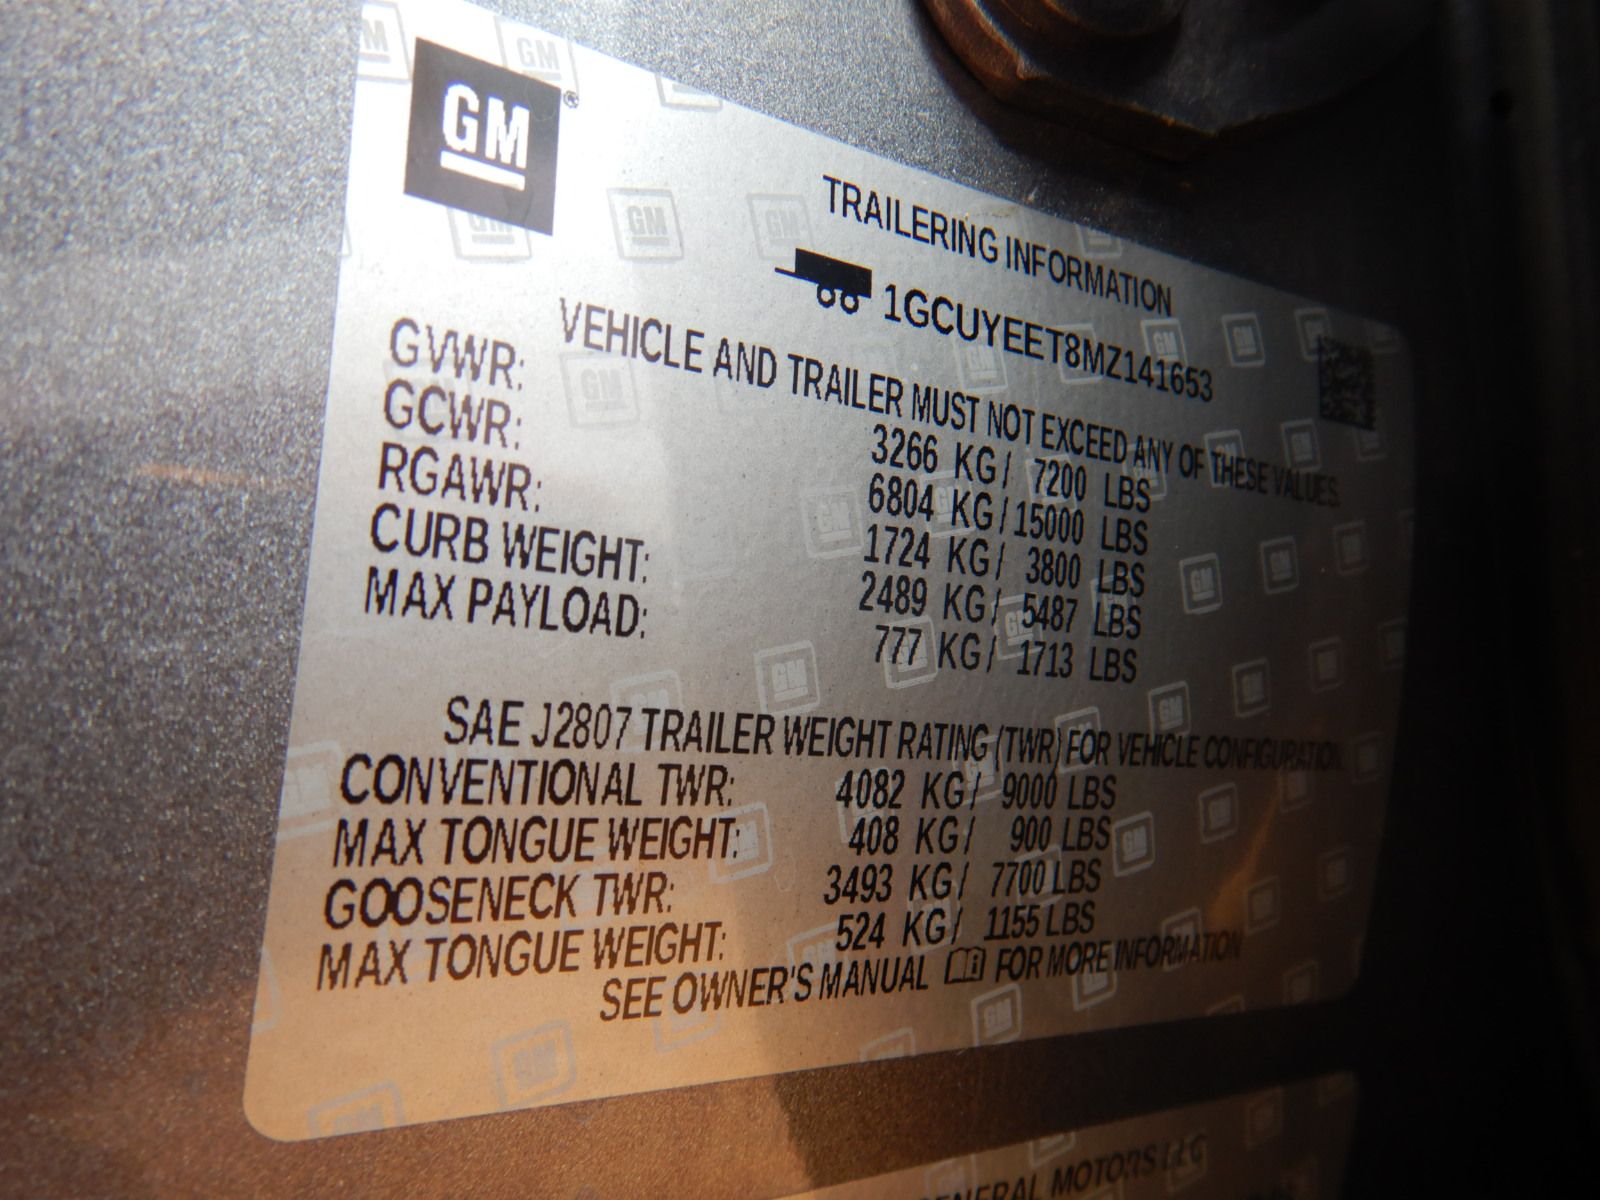 GM
TRAILERING INFORMATION
1GCUYEET8MZ141653
VEHICLE AND TRAILER MUST NOT EXCEED ANY OF THESE VALUES
GVWR: 3266 KG/ 7200 LBS
GCWR: 6804 KG/15000 LBS
RGAWR: 1724 KG/ 3800 LBS
CURB WEIGHT: 2489 KG/ 5487 LBS
MAX PAYLOAD: 777 KG/ 1713 LBS
SAE J2807 TRAILER WEIGHT RATING (TWR) FOR VEHICLE CONFIGURATION
CONVENTIONAL TWR: 4082 KG/ 9000 LBS
MAX TONGUE WEIGHT: 408 KG/ 900 LBS
GOOSENECK TWR: 3493 KG/ 7700 LBS
MAX TONGUE WEIGHT: 524 KG/ 1155 LBS
SEE OWNER'S MANUAL FOR MORE INFORMATION
MOTORS